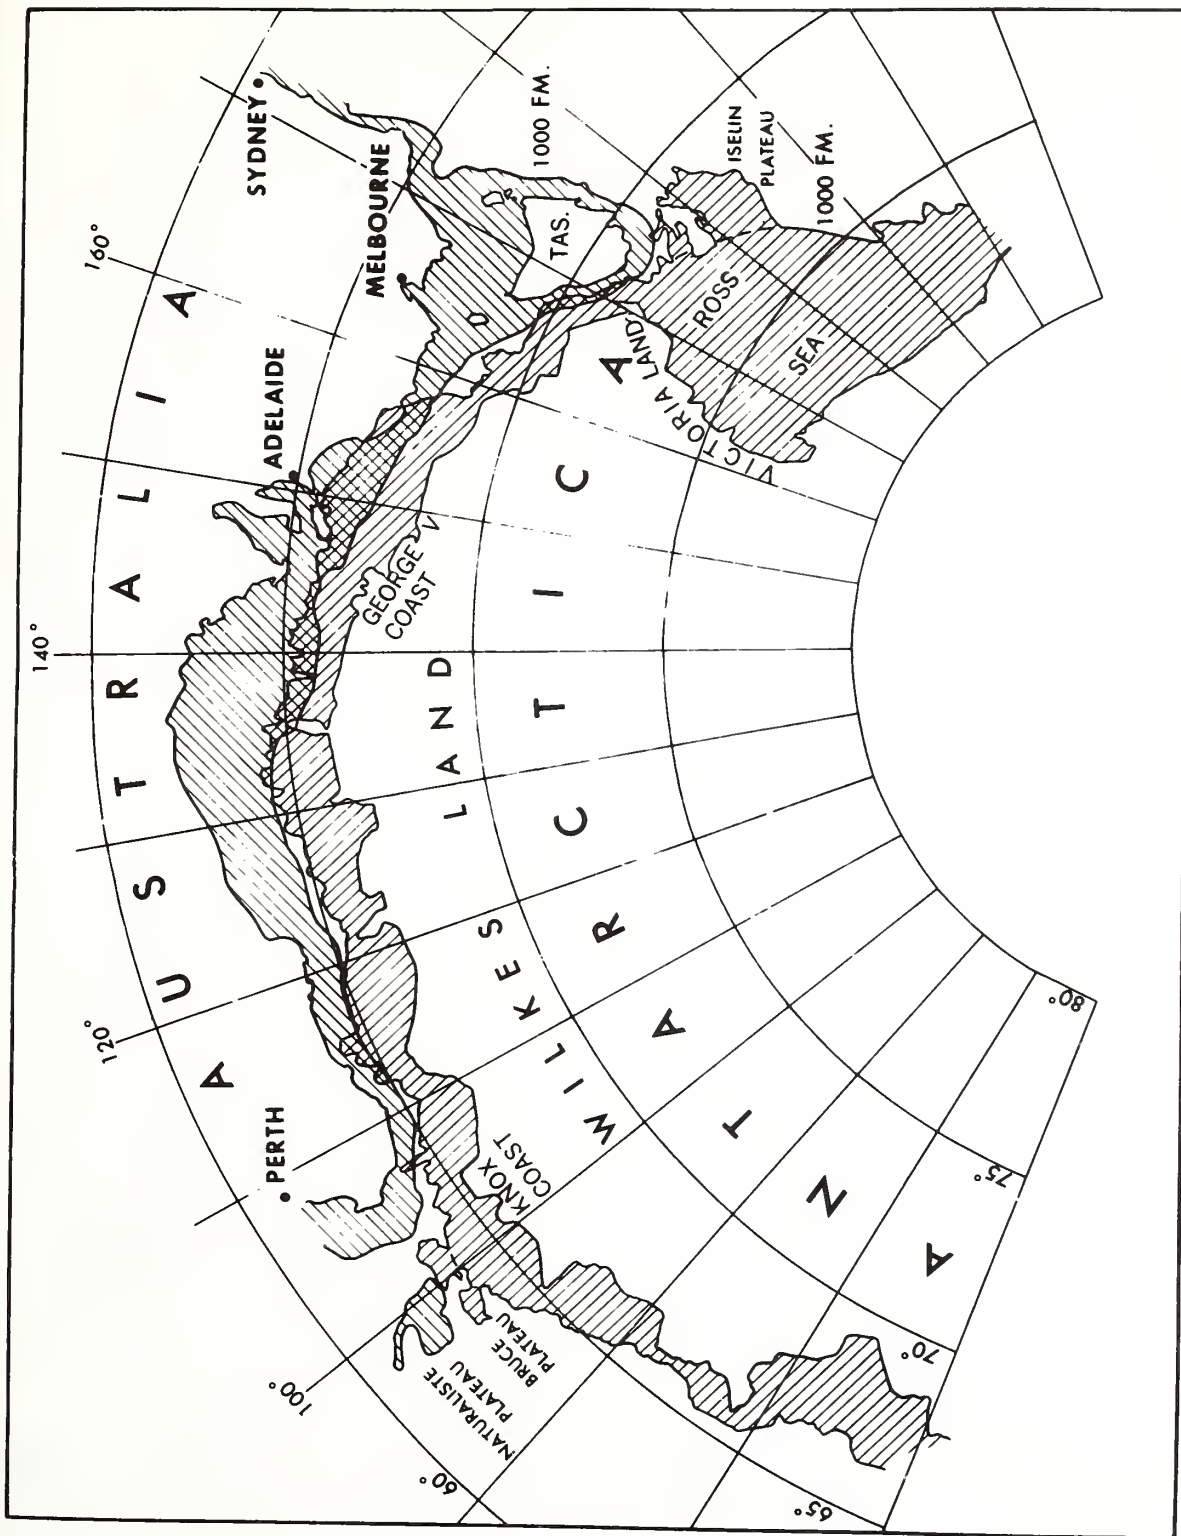 SYDNEY
MELBOURNE
ADELAIDE
PERTH
160°
140°
120°
100°
60°
65°
70°
75°
80°
AUSTRALIA
TAS.
1000 FM.
ISELIN
PLATEAU
1000 FM.
ROSS
SEA
VICTORIA LAND
GEORGE V
COAST
WILKES LAND
KNOX
COAST
BRUCE
PLATEAU
NATURALISTE
PLATEAU
ANTARCTICA